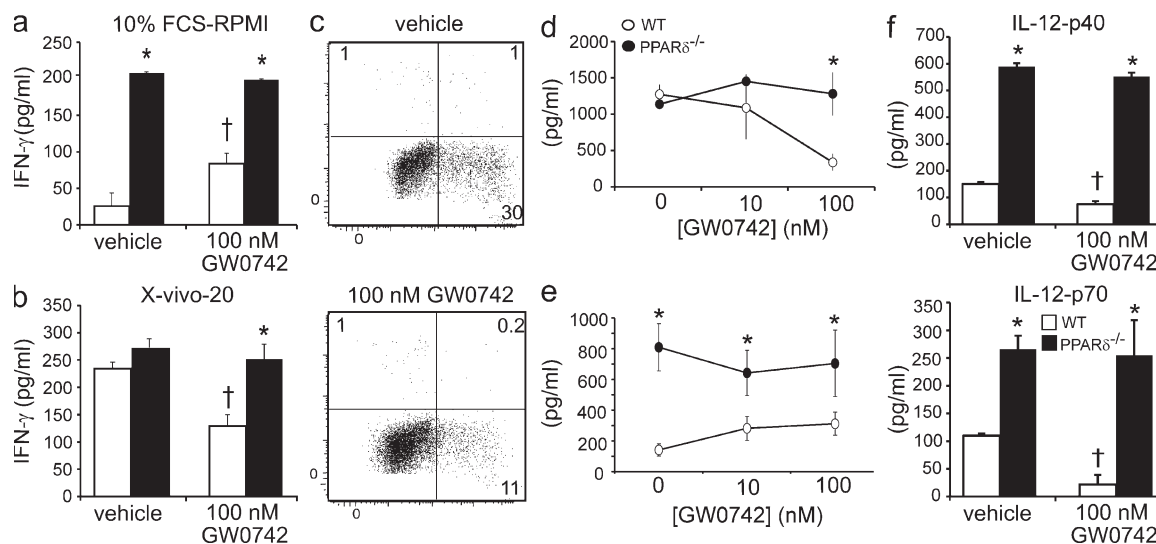 a
10% FCS-RPMI
IFN-γ (pg/ml)
250
200
150
100
50
0
*
†
*
vehicle
100 nM
GW0742
b
X-vivo-20
IFN-γ (pg/ml)
350
300
250
200
150
100
50
0
†
*
vehicle
100 nM
GW0742
c
vehicle
1
1
30
0
0
100 nM GW0742
1
0.2
11
0
0
d
WT
PPARδ-/-
(pg/ml)
2000
1500
1000
500
0
*
0
10
100
[GW0742] (nM)
e
(pg/ml)
1000
800
600
400
200
0
*
*
*
0
10
100
[GW0742] (nM)
f
IL-12-p40
(pg/ml)
700
600
500
400
300
200
100
0
*
†
*
vehicle
100 nM
GW0742
IL-12-p70
WT
PPARδ-/-
(pg/ml)
350
300
250
200
150
100
50
0
*
†
*
vehicle
100 nM
GW0742